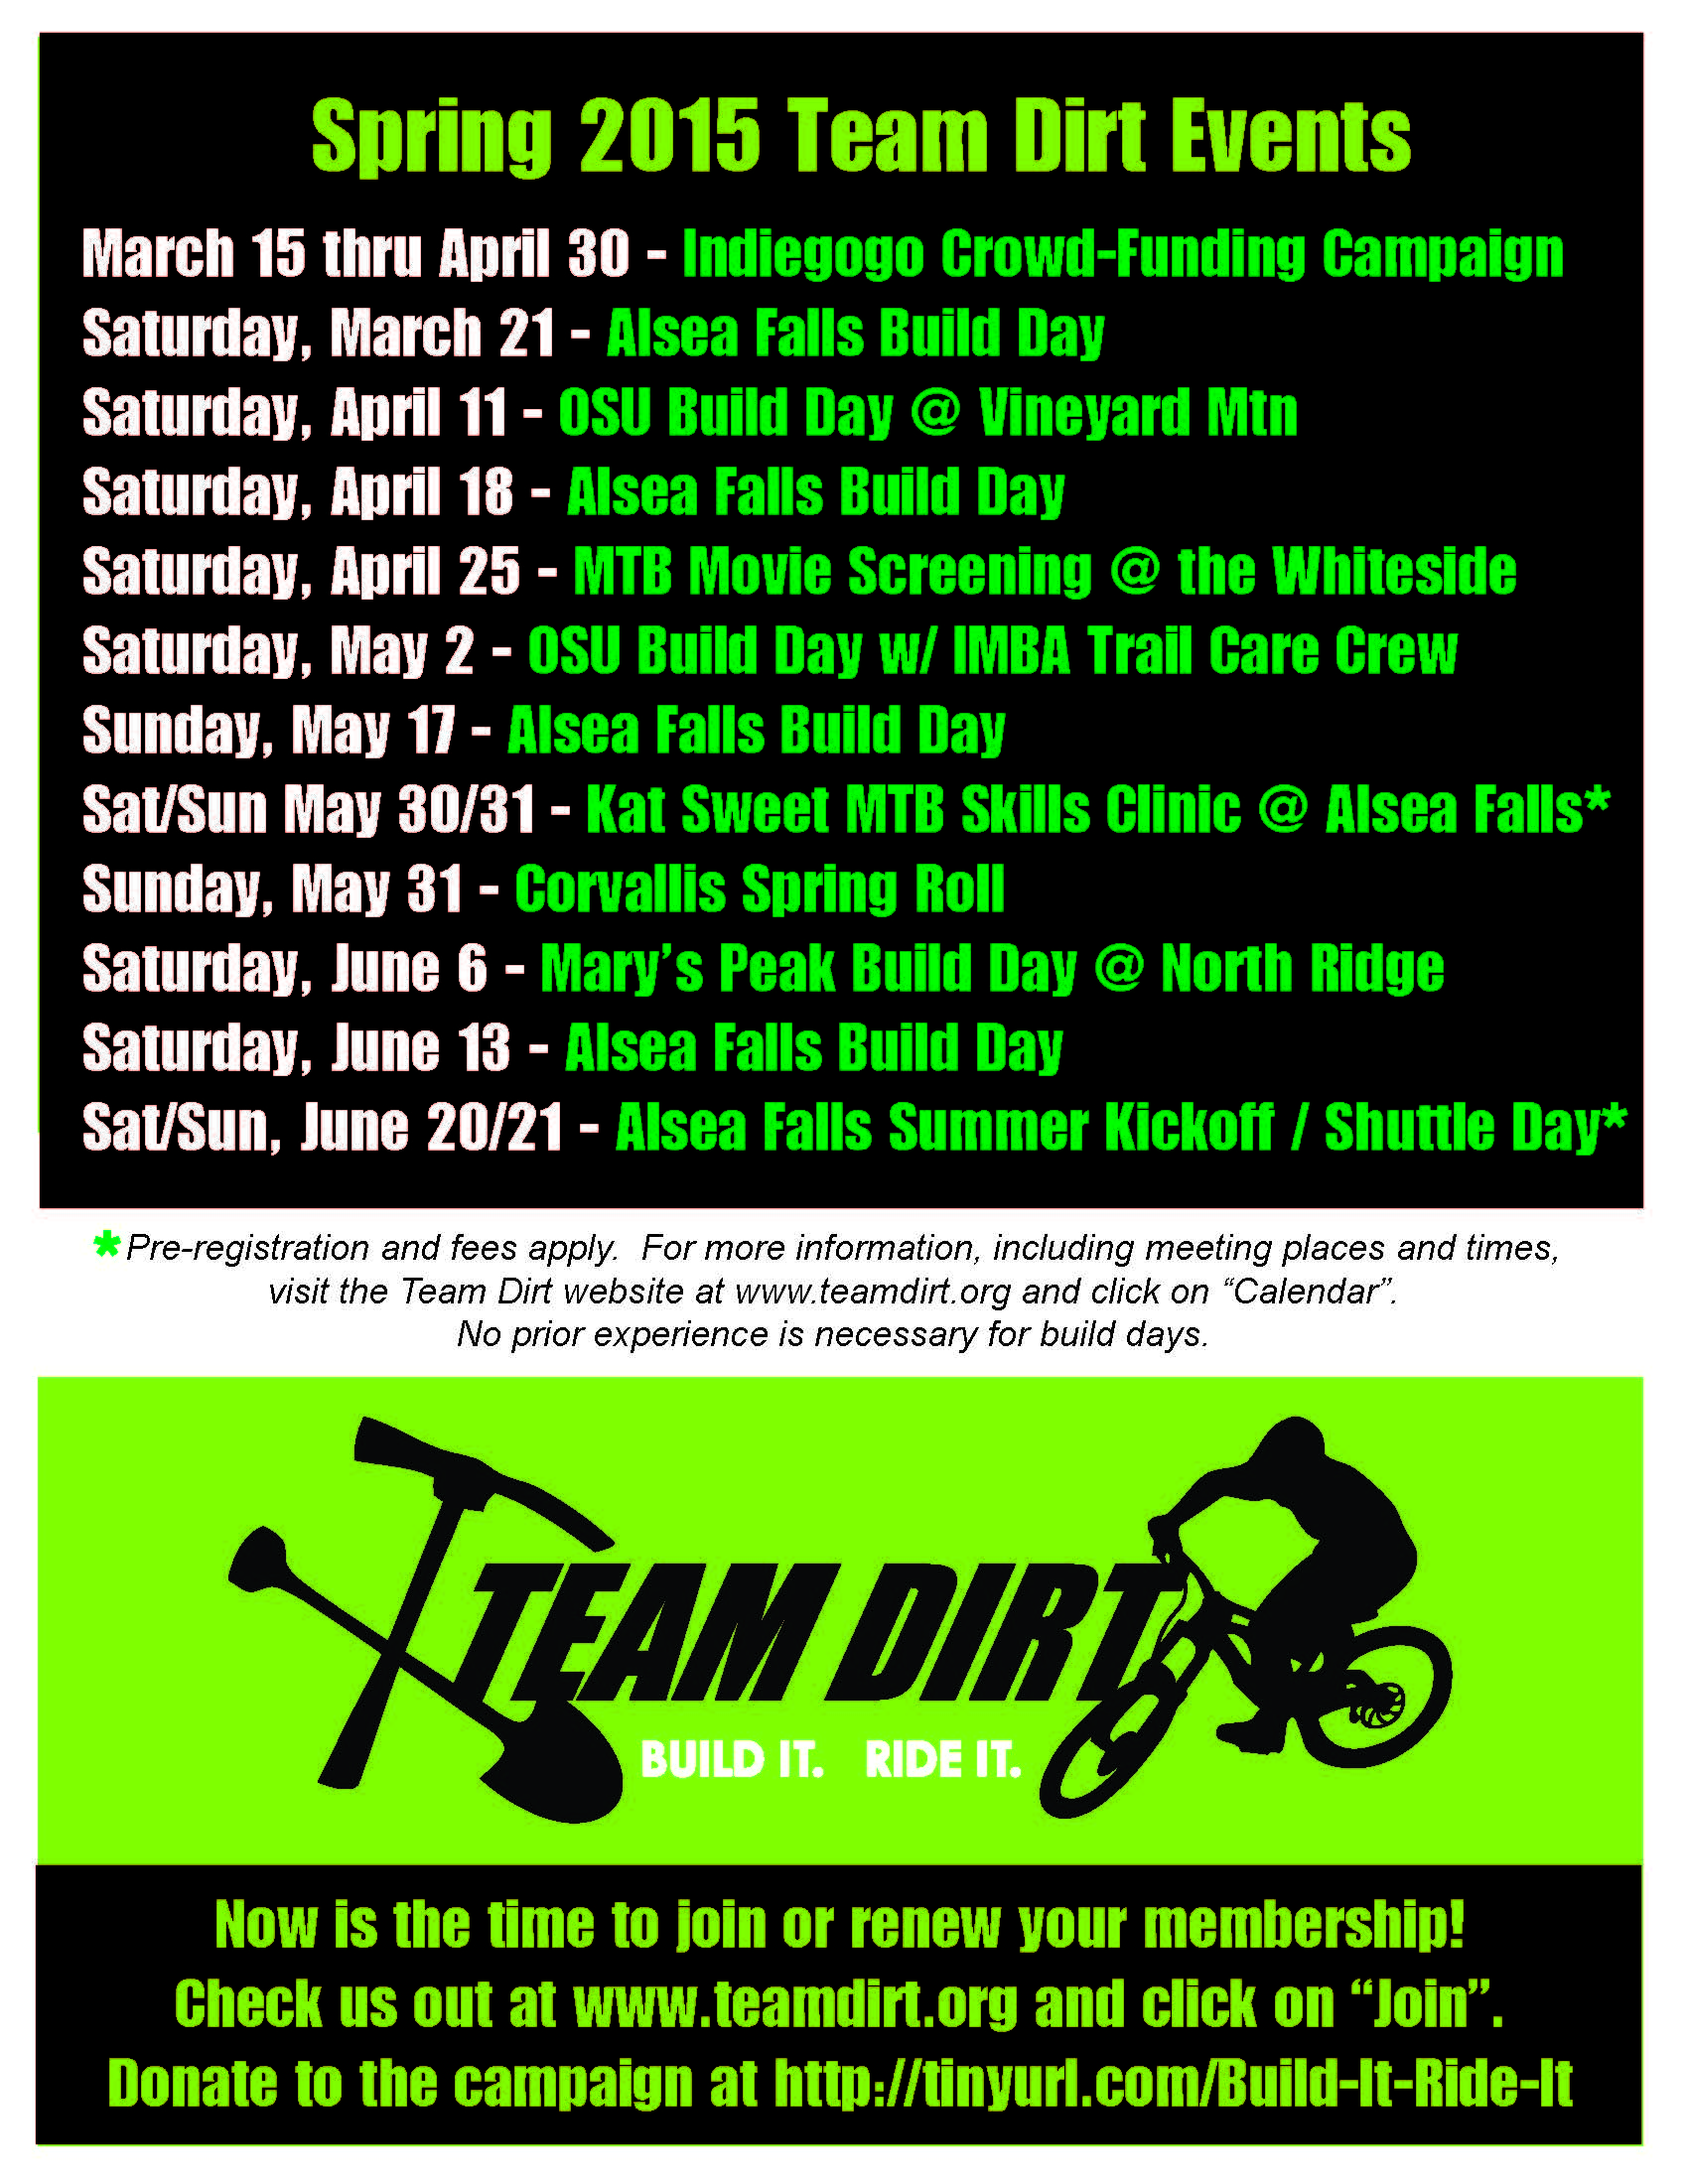 Spring 2015 Team Dirt Events
March 15 thru April 30 - Indiegogo Crowd-Funding Campaign
Saturday, March 21 - Alsea Falls Build Day
Saturday, April 11 - OSU Build Day @ Vineyard Mtn
Saturday, April 18 - Alsea Falls Build Day
Saturday, April 25 - MTB Movie Screening @ the Whiteside
Saturday, May 2 - OSU Build Day w/ IMBA Trail Care Crew
Sunday, May 17 - Alsea Falls Build Day
Sat/Sun May 30/31 - Kat Sweet MTB Skills Clinic @ Alsea Falls*
Sunday, May 31 - Corvallis Spring Roll
Saturday, June 6 - Mary’s Peak Build Day @ North Ridge
Saturday, June 13 - Alsea Falls Build Day
Sat/Sun, June 20/21 - Alsea Falls Summer Kickoff / Shuttle Day*
*Pre-registration and fees apply. For more information, including meeting places and times,
visit the Team Dirt website at www.teamdirt.org and click on “Calendar”.
No prior experience is necessary for build days.
TEAM DIRT
BUILD IT. RIDE IT.
Now is the time to join or renew your membership!
Check us out at www.teamdirt.org and click on “Join”.
Donate to the campaign at http://tinyurl.com/Build-It-Ride-It